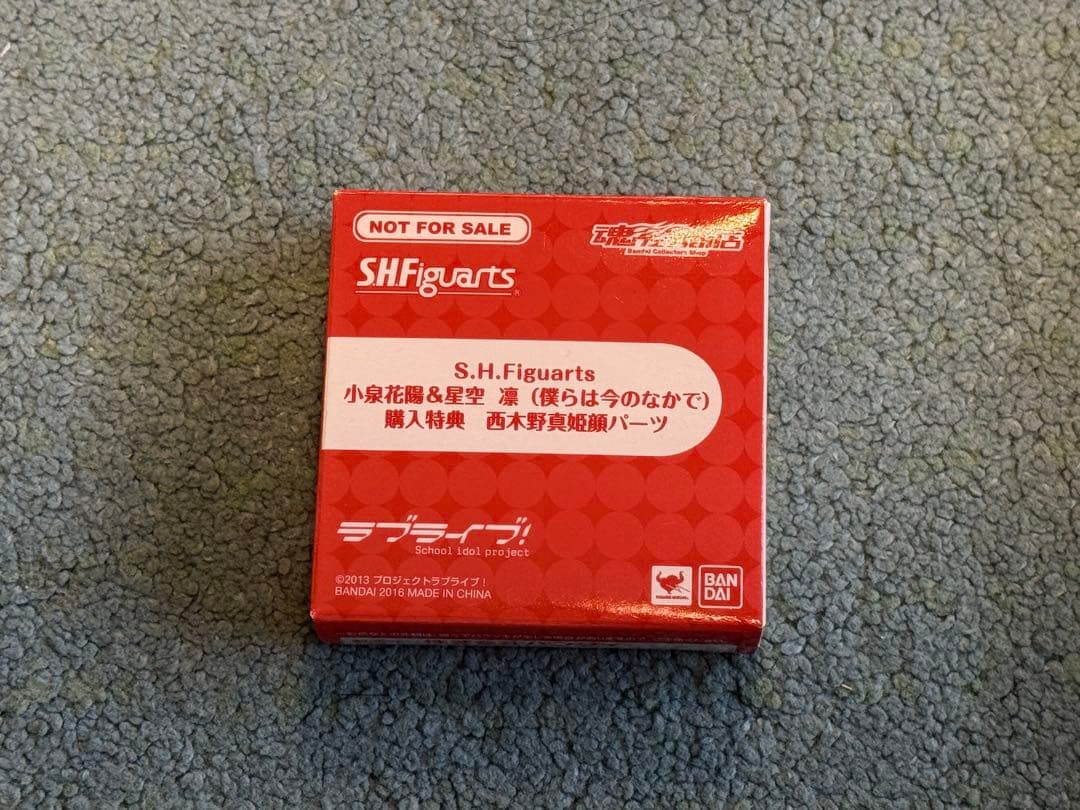 NOT FOR SALE
魂ウェブ商店
Bandai Collectors Shop
S.H.Figuarts
S.H.Figuarts
小泉花陽&星空 凛(僕らは今のなかで)
購入特典 西木野真姫顔パーツ
ラブライブ!
School idol project
©2013 プロジェクトラブライブ!
BANDAI 2016 MADE IN CHINA
BAN
DAI